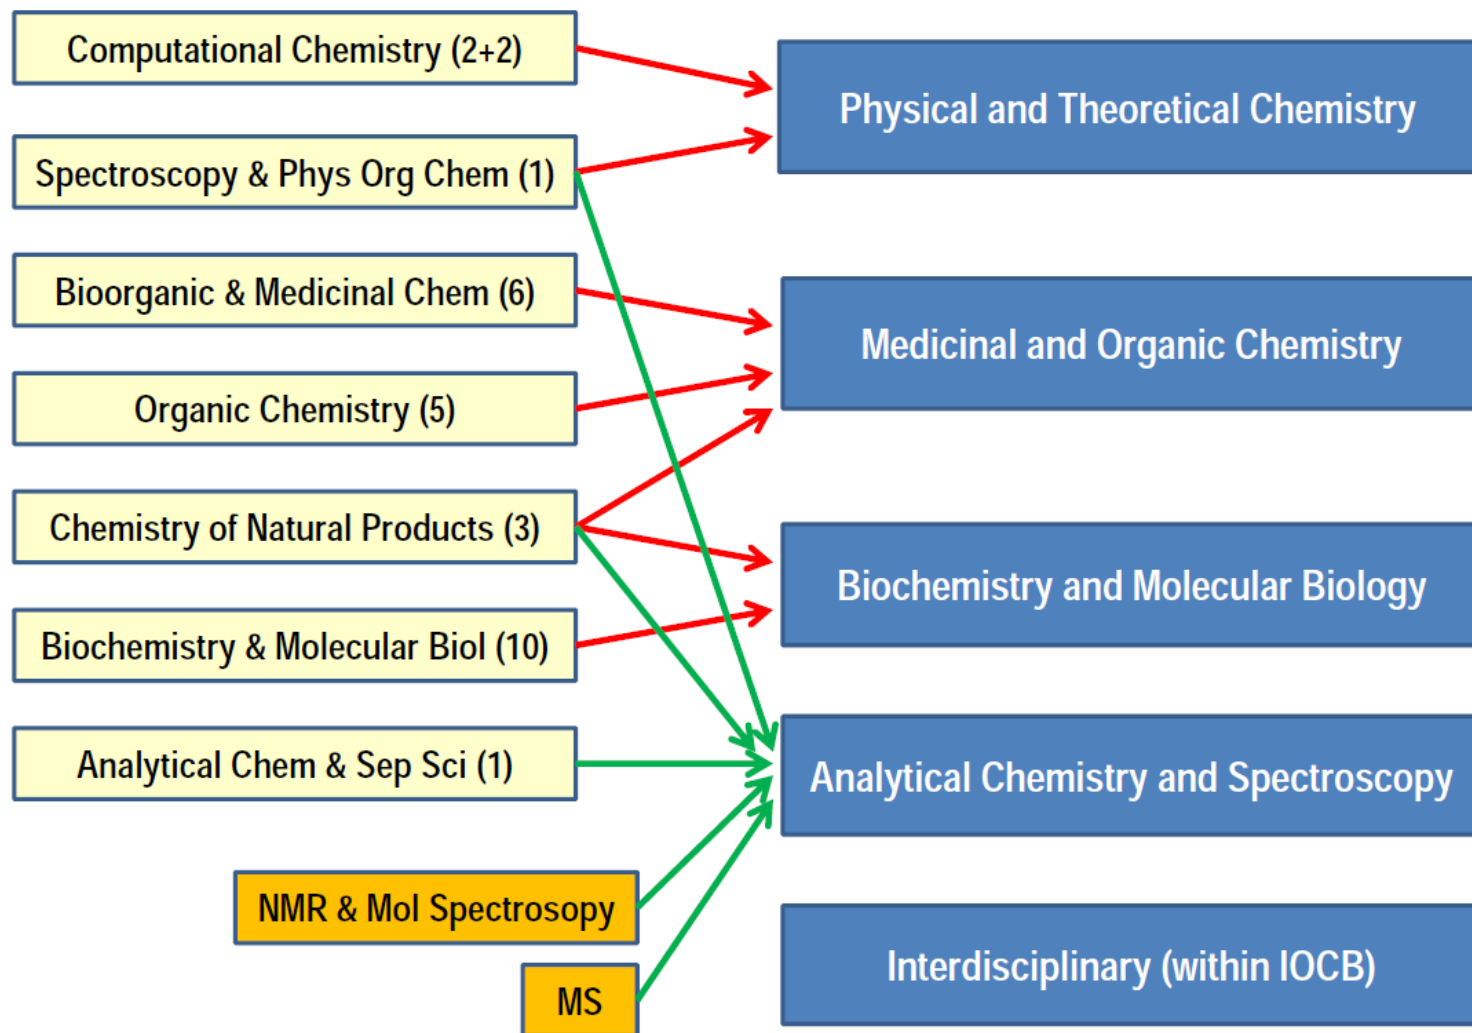 Computational Chemistry (2+2)
Spectroscopy & Phys Org Chem (1)
Bioorganic & Medicinal Chem (6)
Organic Chemistry (5)
Chemistry of Natural Products (3)
Biochemistry & Molecular Biol (10)
Analytical Chem & Sep Sci (1)
NMR & Mol Spectrosopy
MS
Physical and Theoretical Chemistry
Medicinal and Organic Chemistry
Biochemistry and Molecular Biology
Analytical Chemistry and Spectroscopy
Interdisciplinary (within IOCB)